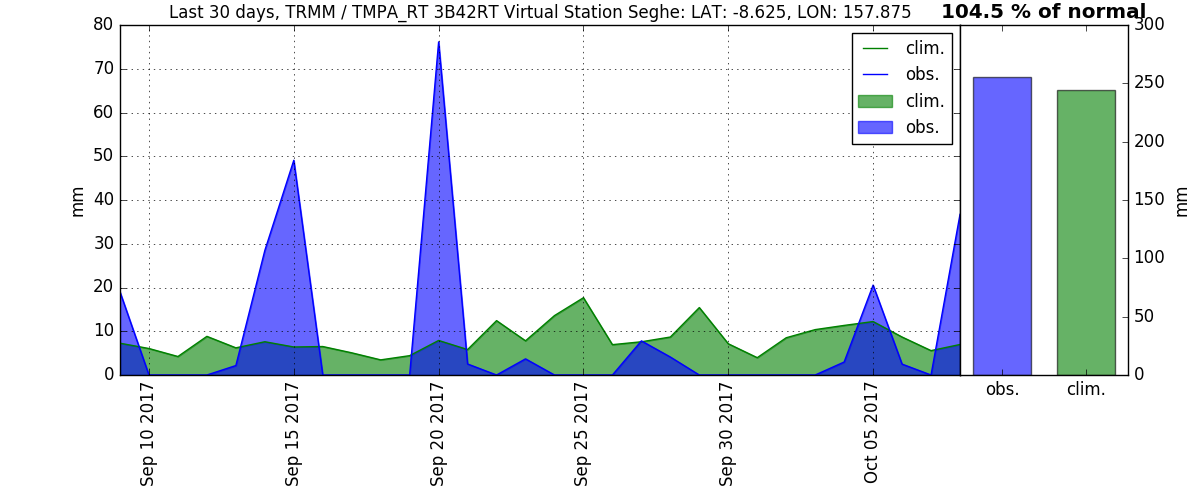 Last 30 days, TRMM / TMPA_RT 3B42RT Virtual Station Seghe: LAT: -8.625, LON: 157.875
104.5 % of normal
80
70
60
50
40
30
20
10
0
mm
clim.
obs.
clim.
obs.
Sep 10 2017
Sep 15 2017
Sep 20 2017
Sep 25 2017
Sep 30 2017
Oct 05 2017
300
250
200
150
100
50
0
mm
obs.
clim.